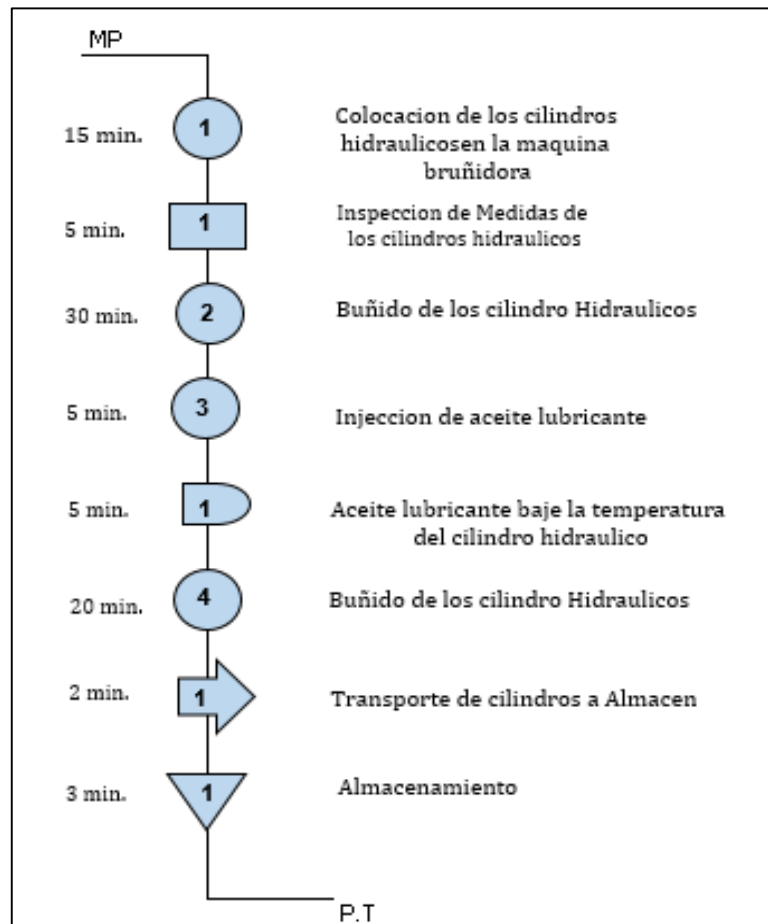 MP
15 min.
1
Colocacion de los cilindros
hidraulicosen la maquina
bruñidora
5 min.
1
Inspeccion de Medidas de
los cilindros hidraulicos
30 min.
2
Buñido de los cilindro Hidraulicos
5 min.
3
Injeccion de aceite lubricante
5 min.
1
Aceite lubricante baje la temperatura
del cilindro hidraulico
20 min.
4
Buñido de los cilindro Hidraulicos
2 min.
1
Transporte de cilindros a Almacen
3 min.
1
Almacenamiento
P.T